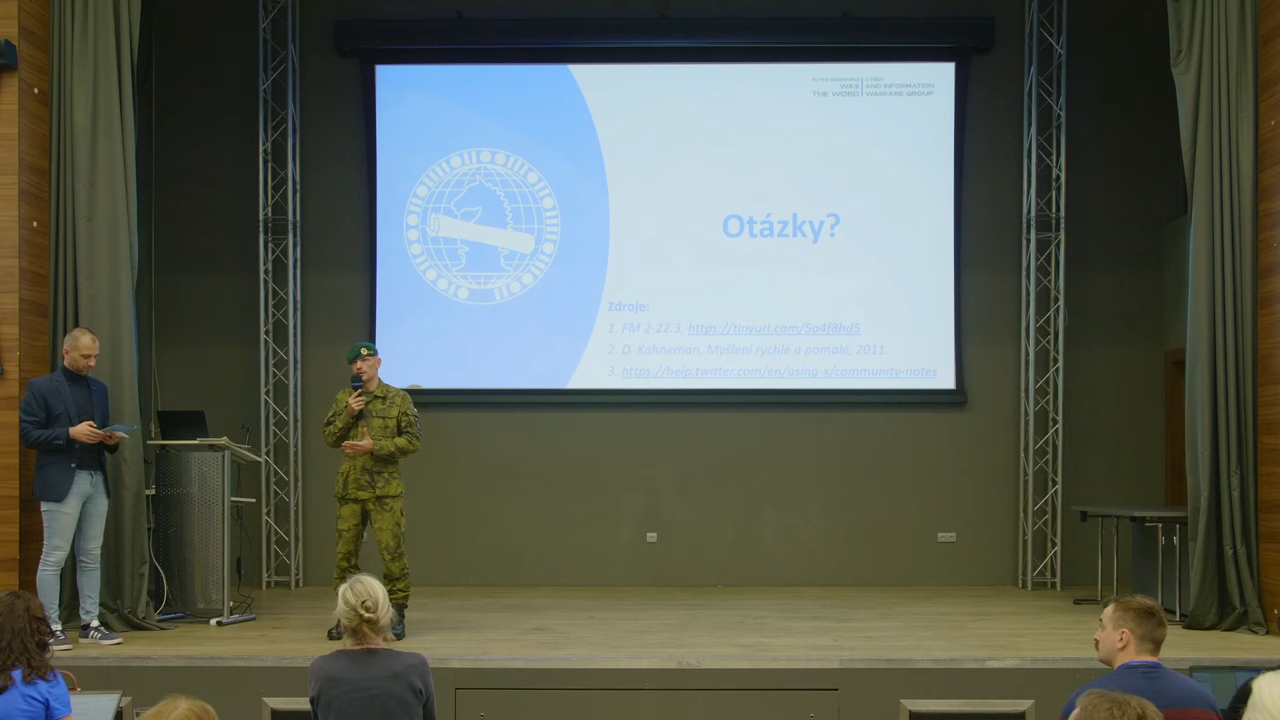 IN THE BEGINNING
WAS
THE WORD
CYBER
AND INFORMATION
WARFARE GROUP
Otázky?
Zdroje:
1. FM 2-22.3, https://tinyurl.com/5a4f8hd5
2. D. Kahneman, Myšlení rychlé a pomalé, 2011.
3. https://help.twitter.com/en/using-x/community-notes